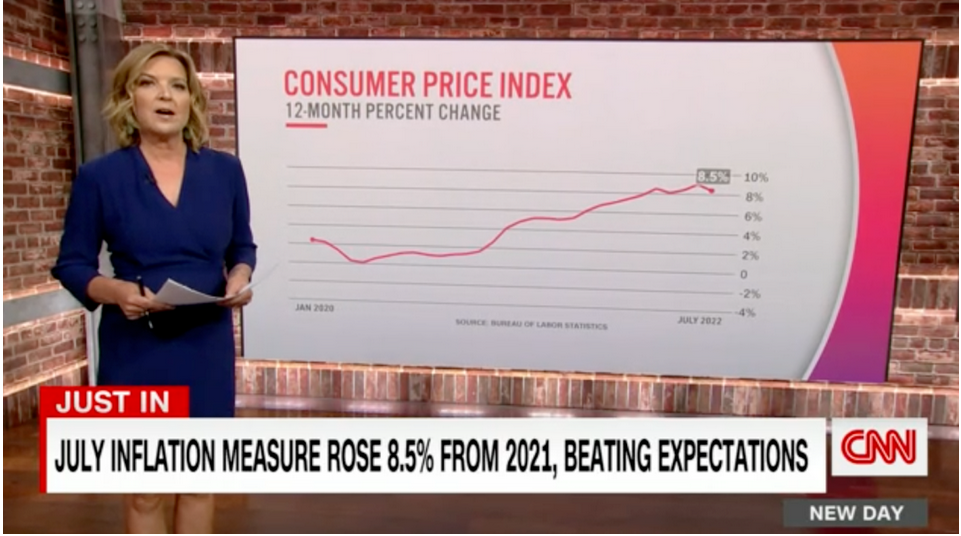 CONSUMER PRICE INDEX
12-MONTH PERCENT CHANGE
8.5%
10%
8%
6%
4%
2%
0
-2%
-4%
JAN 2020
JULY 2022
SOURCE: BUREAU OF LABOR STATISTICS
JUST IN
JULY INFLATION MEASURE ROSE 8.5% FROM 2021, BEATING EXPECTATIONS
CNN
NEW DAY